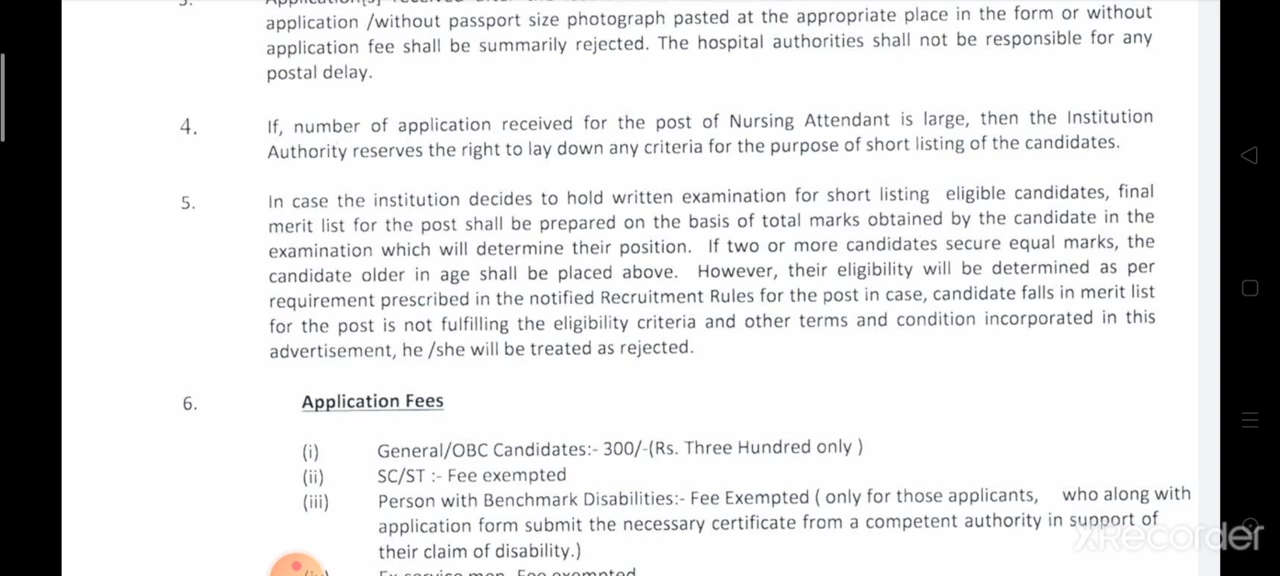 application /without passport size photograph pasted at the appropriate place in the form or without
application fee shall be summarily rejected. The hospital authorities shall not be responsible for any
postal delay.
4. If, number of application received for the post of Nursing Attendant is large, then the Institution
Authority reserves the right to lay down any criteria for the purpose of short listing of the candidates.
5. In case the institution decides to hold written examination for short listing eligible candidates, final
merit list for the post shall be prepared on the basis of total marks obtained by the candidate in the
examination which will determine their position. If two or more candidates secure equal marks, the
candidate older in age shall be placed above. However, their eligibility will be determined as per
requirement prescribed in the notified Recruitment Rules for the post in case, candidate falls in merit list
for the post is not fulfilling the eligibility criteria and other terms and condition incorporated in this
advertisement, he /she will be treated as rejected.
6. Application Fees
(i) General/OBC Candidates:- 300/-(Rs. Three Hundred only )
(ii) SC/ST :- Fee exempted
(iii) Person with Benchmark Disabilities:- Fee Exempted ( only for those applicants, who along with
application form submit the necessary certificate from a competent authority in support of
their claim of disability.)
XRecorder